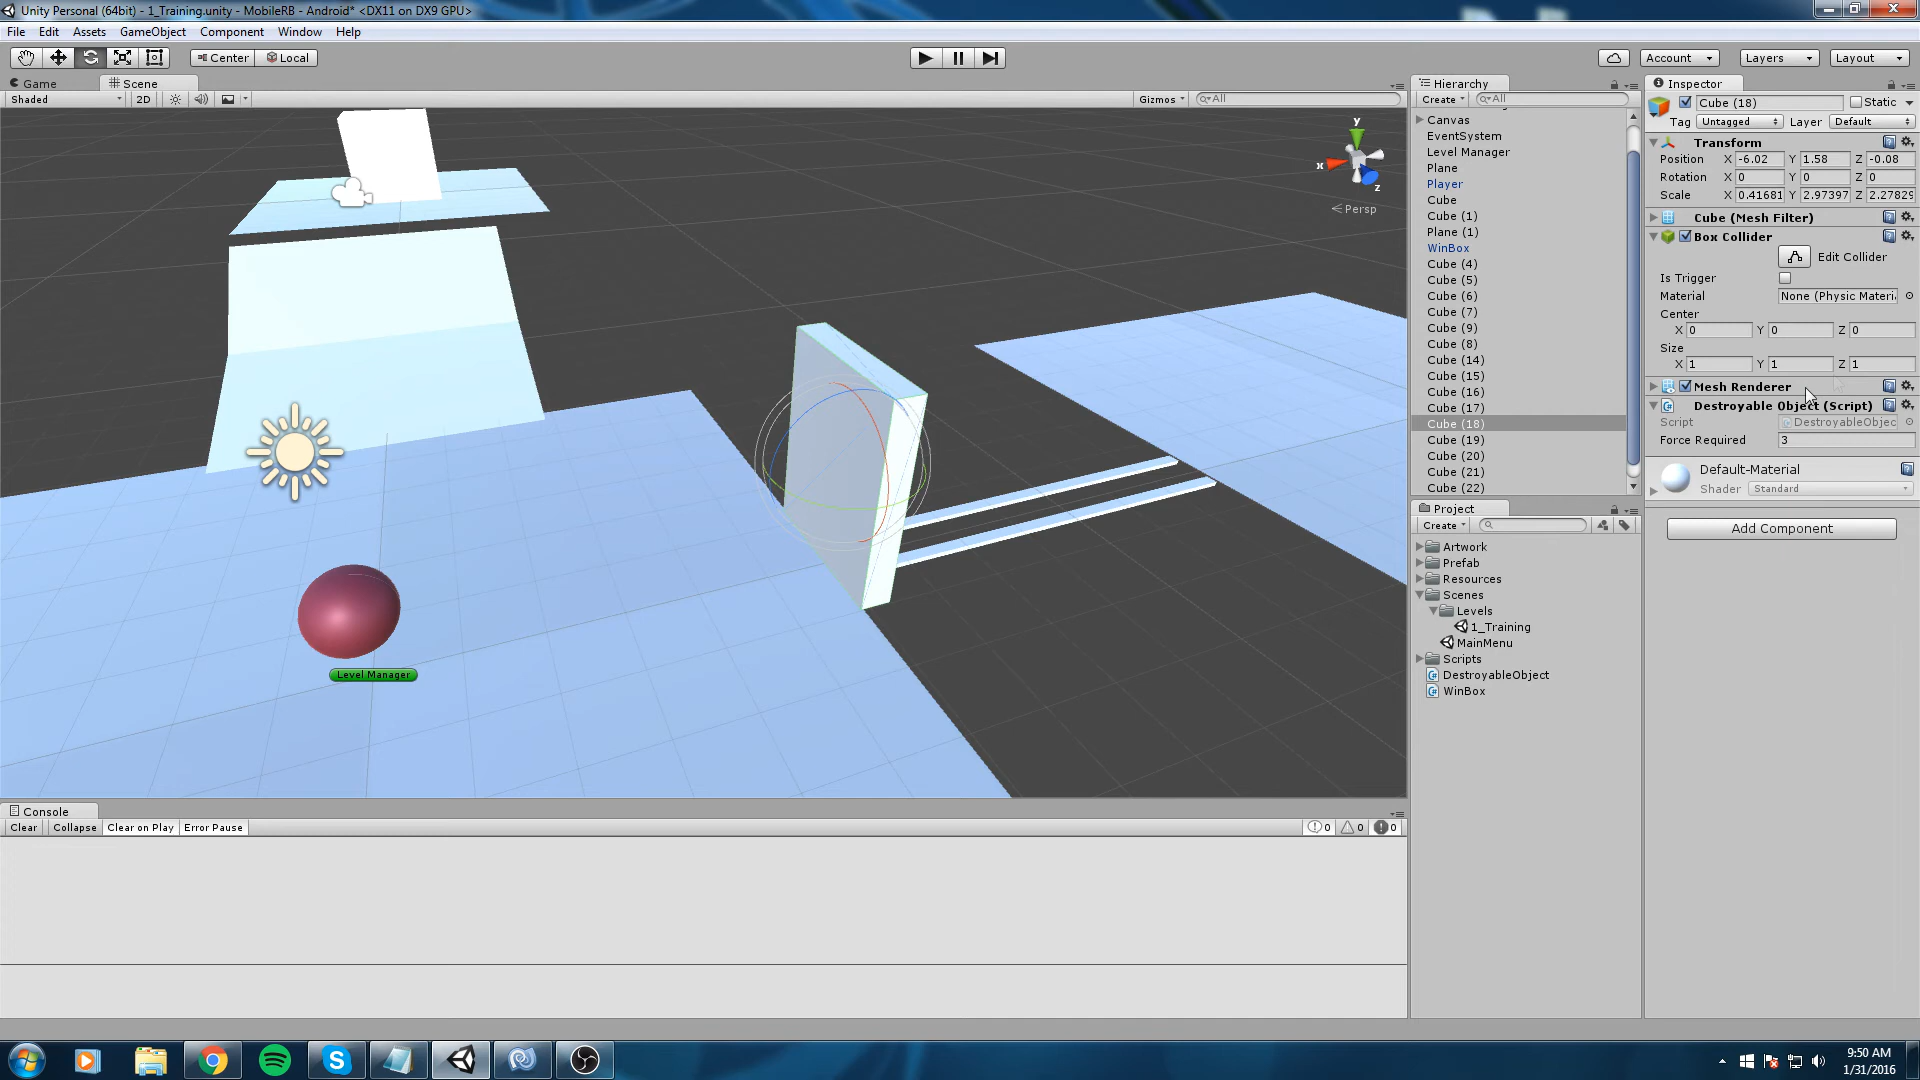 Unity Personal (64bit) - 1_Training.unity - MobileRB - Android* <DX11 on DX9 GPU>
File Edit Assets GameObject Component Window Help
Center Local
Account Layers Layout
Game Scene
Shaded 2D Gizmos All
y
x
z
Persp
Level Manager
Hierarchy
Create All
Canvas
EventSystem
Level Manager
Plane
Player
Cube
Cube (1)
Plane (1)
WinBox
Cube (4)
Cube (5)
Cube (6)
Cube (7)
Cube (9)
Cube (8)
Cube (14)
Cube (15)
Cube (16)
Cube (17)
Cube (18)
Cube (19)
Cube (20)
Cube (21)
Cube (22)
Project
Create
Artwork
Prefab
Resources
Scenes
Levels
1_Training
MainMenu
Scripts
DestroyableObject
WinBox
Inspector
Cube (18) Static
Tag Untagged Layer Default
Transform
Position X -6.02 Y 1.58 Z -0.08
Rotation X 0 Y 0 Z 0
Scale X 0.41681 Y 2.97397 Z 2.27829
Cube (Mesh Filter)
Box Collider
Edit Collider
Is Trigger
Material None (Physic Materi
Center
X 0 Y 0 Z 0
Size
X 1 Y 1 Z 1
Mesh Renderer
Destroyable Object (Script)
Script DestroyableObjec
Force Required 3
Default-Material
Shader Standard
Add Component
Console
Clear Collapse Clear on Play Error Pause 0 0 0
9:50 AM
1/31/2016